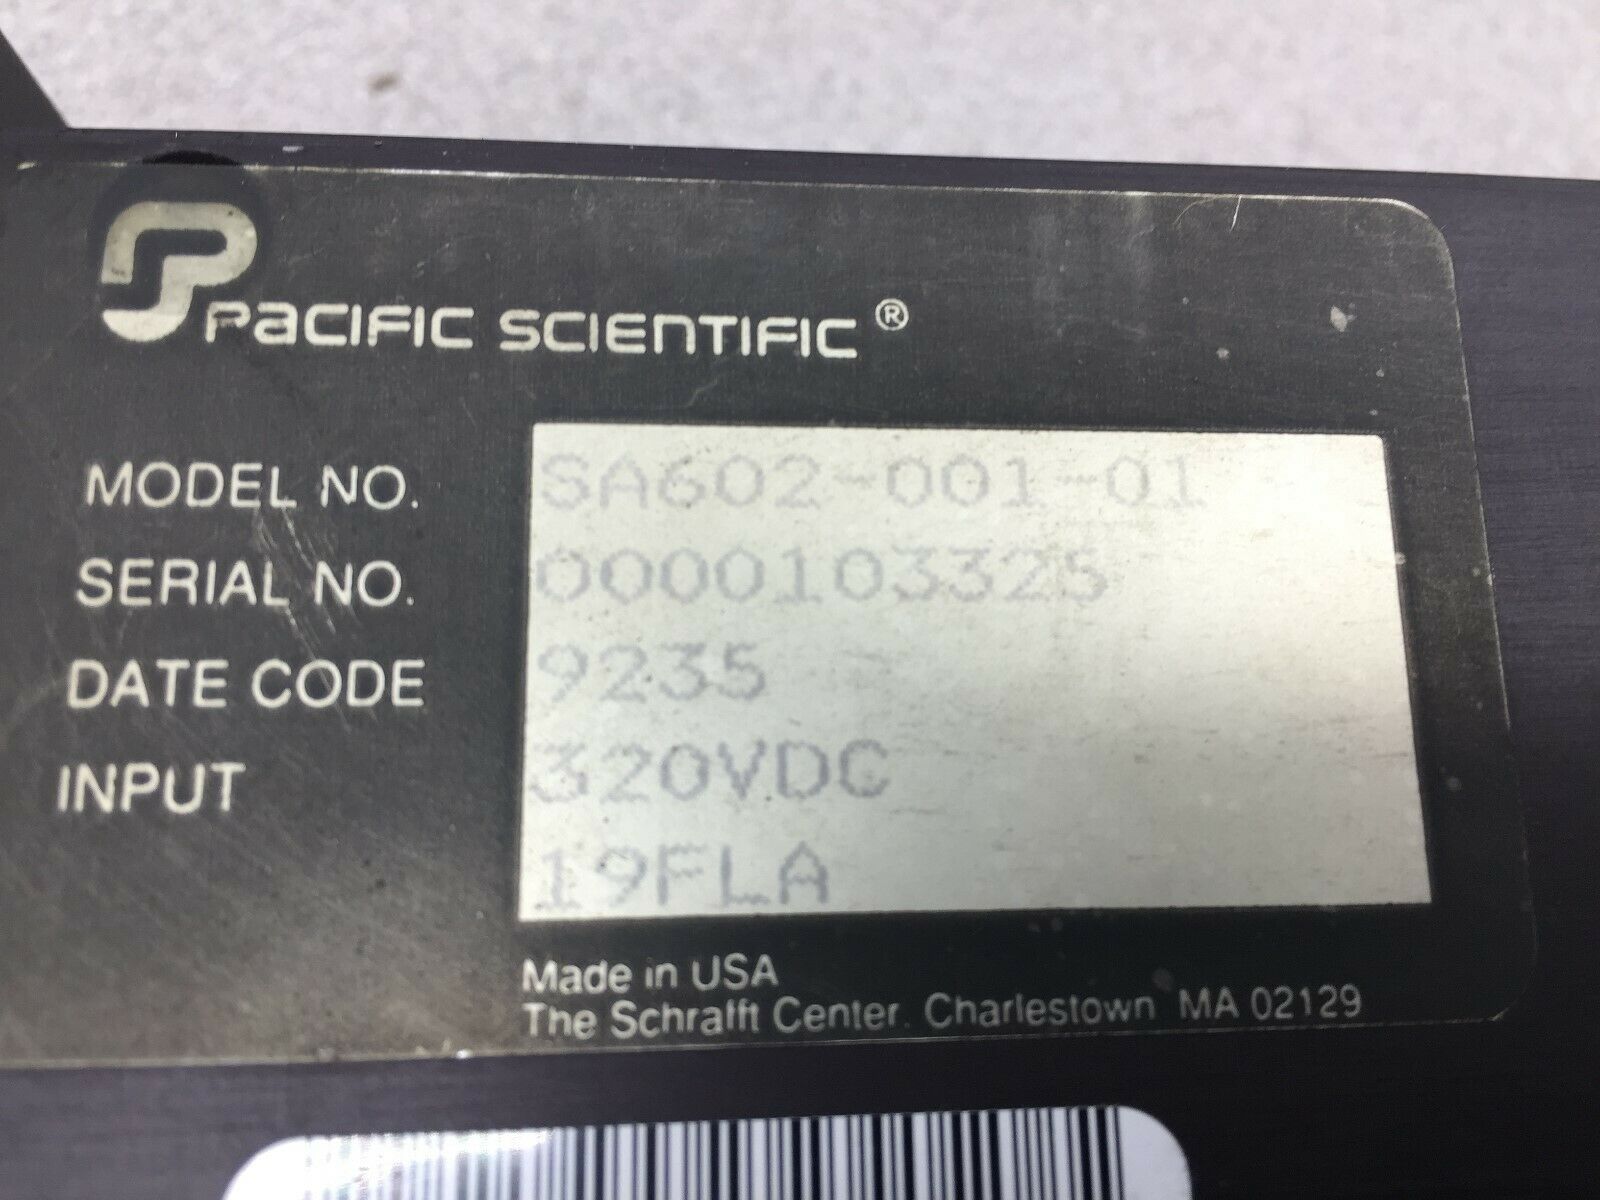 PACIFIC SCIENTIFIC ®
MODEL NO. SA602-001-01
SERIAL NO. 0000103325
DATE CODE 9235
INPUT 320VDC
19FLA
Made in USA
The Schrafft Center. Charlestown MA 02129